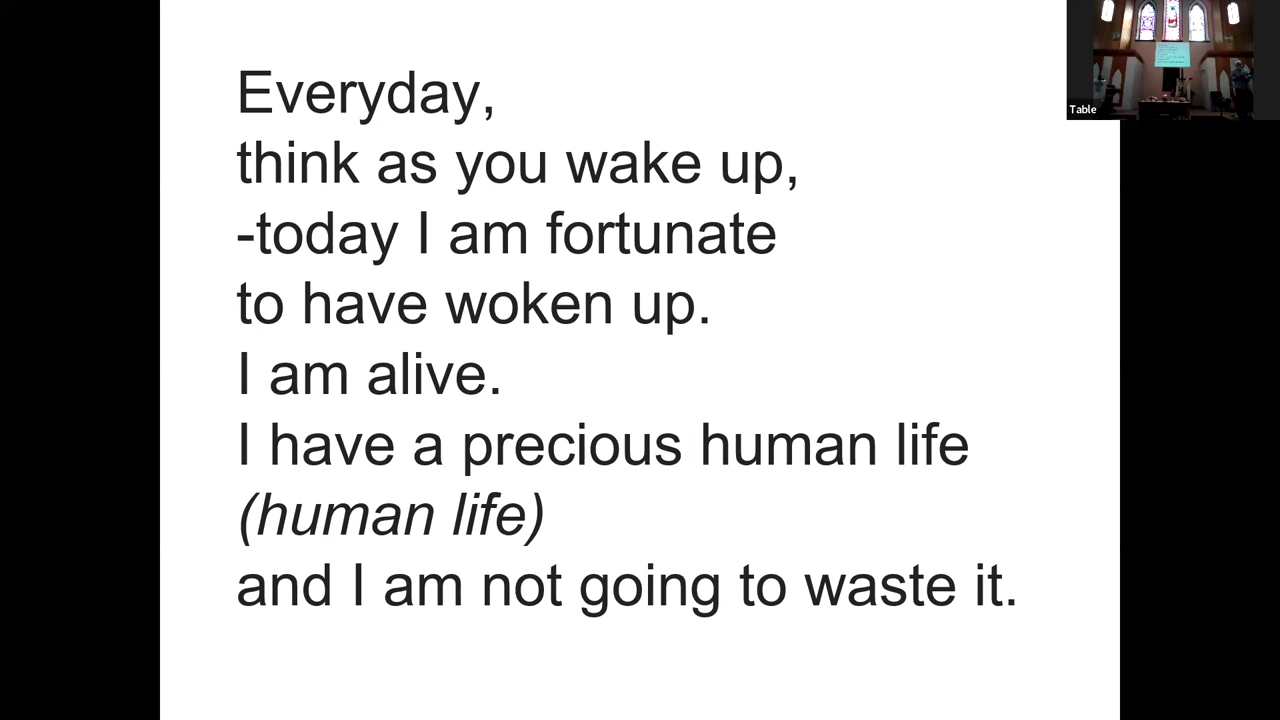 Everyday,
think as you wake up,
-today I am fortunate
to have woken up.
I am alive.
I have a precious human life
(human life)
and I am not going to waste it.
Table